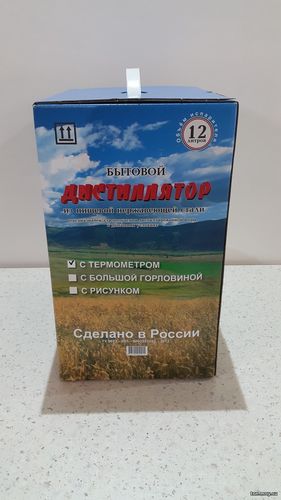 Объём испарителя
12
литров
БЫТОВОЙ
ДИСТИЛЛЯТОР
из пищевой нержавеющей стали
С ТЕРМОМЕТРОМ
С БОЛЬШОЙ ГОРЛОВИНОЙ
С РИСУНКОМ
Сделано в России